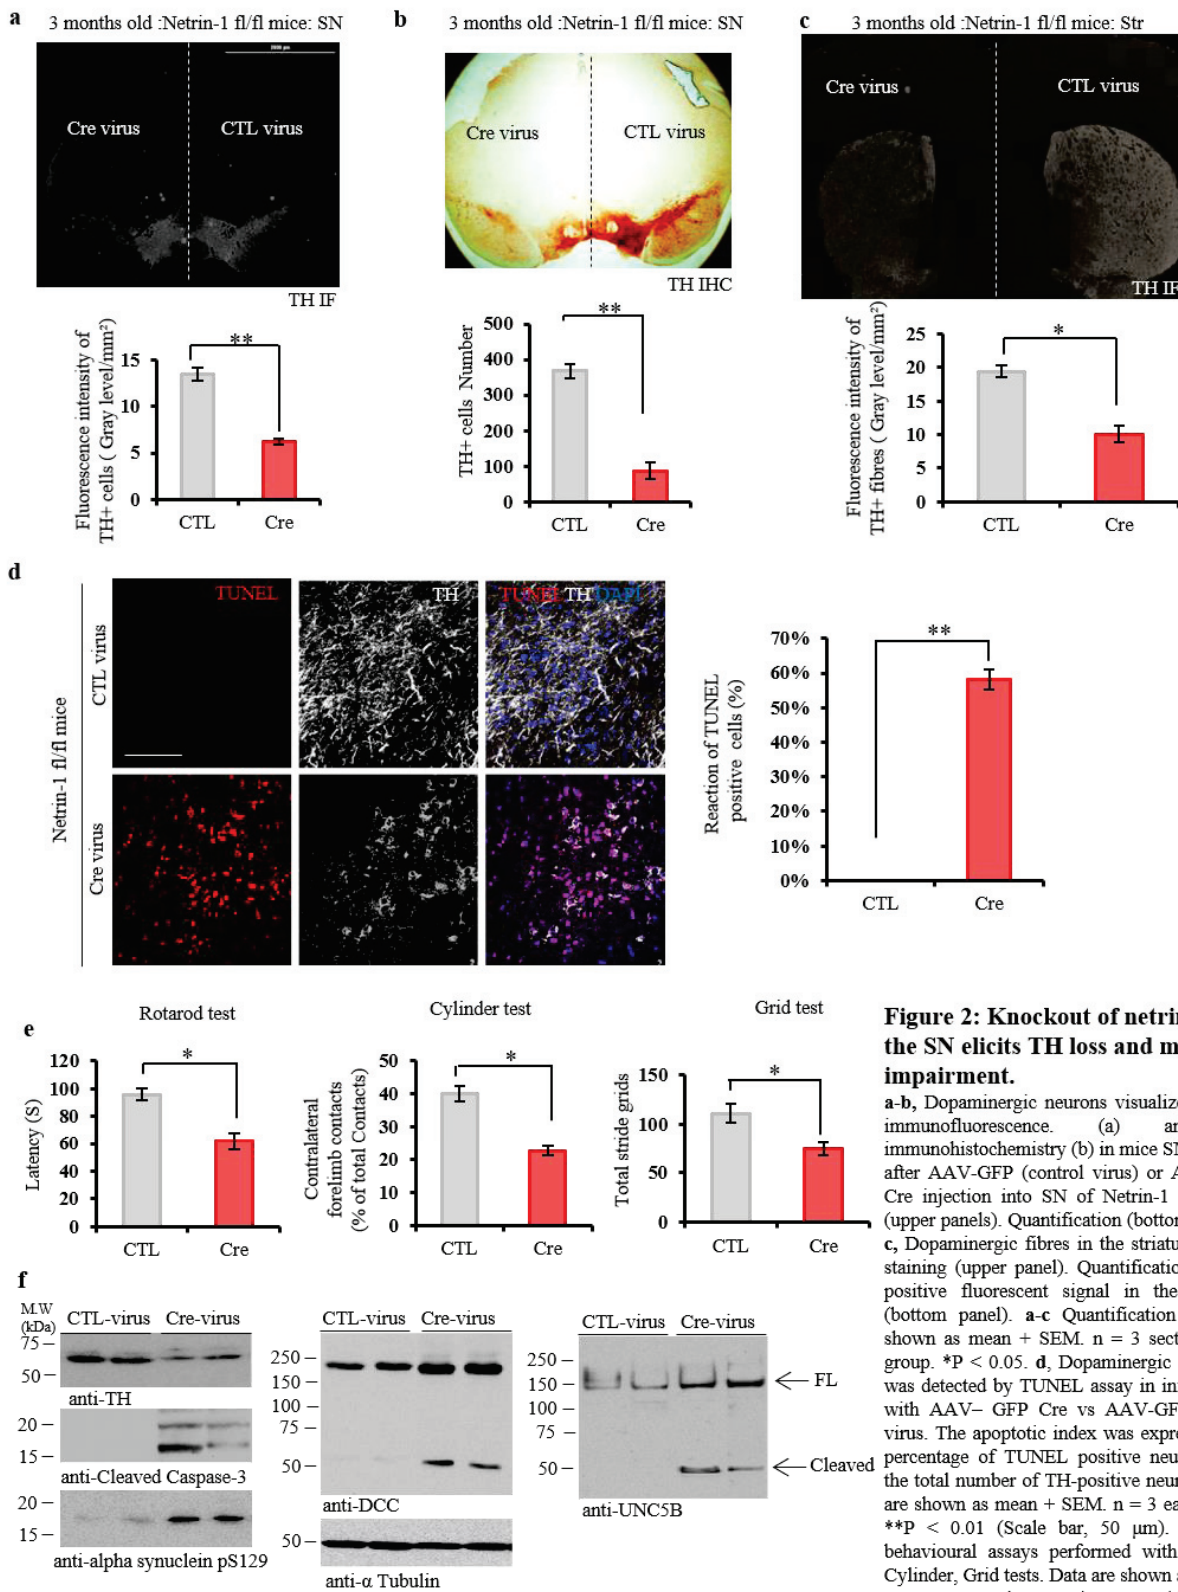 a 3 months old :Netrin-1 fl/fl mice: SN
Cre virus
CTL virus
TH IF
Fluorescence intensity of
TH+ cells ( Gray level/mm²)
15
10
5
0
**
CTL
Cre
b 3 months old :Netrin-1 fl/fl mice: SN
Cre virus
CTL virus
TH IHC
TH+ cells Number
500
400
300
200
100
0
**
CTL
Cre
c 3 months old :Netrin-1 fl/fl mice: Str
Cre virus
CTL virus
TH IF
Fluorescence intensity of
TH+ fibres ( Gray level/mm²)
25
20
15
10
5
0
*
CTL
Cre
d
Netrin-1 fl/fl mice
CTL virus
Cre virus
TUNEL
TH
TUNEL TH DAPI
Reaction of TUNEL
positive cells (%)
70%
60%
50%
40%
30%
20%
10%
0%
**
CTL
Cre
e
Rotarod test
Latency (S)
120
100
80
60
40
20
0
*
CTL
Cre
Cylinder test
Contralateral
forelimb contacts
(% of total Contacts)
50
40
30
20
10
0
*
CTL
Cre
Grid test
Total stride grids
150
100
50
0
*
CTL
Cre
f
M.W
(kDa)
CTL-virus Cre-virus
75
50
anti-TH
20
15
anti-Cleaved Caspase-3
20
15
anti-alpha synuclein pS129
CTL-virus Cre-virus
250
150
100
75
50
anti-DCC
50
anti-α Tubulin
CTL-virus Cre-virus
250
150
100
75
50
FL
Cleaved
anti-UNC5B
Figure 2: Knockout of netrin
the SN elicits TH loss and m
impairment.
a-b, Dopaminergic neurons visualize
immunofluorescence. (a) an
immunohistochemistry (b) in mice SN
after AAV-GFP (control virus) or A
Cre injection into SN of Netrin-1
(upper panels). Quantification (bottom
c, Dopaminergic fibres in the striatu
staining (upper panel). Quantification
positive fluorescent signal in the
(bottom panel). a-c Quantification
shown as mean + SEM. n = 3 sect
group. *P < 0.05. d, Dopaminergic
was detected by TUNEL assay in in
with AAV– GFP Cre vs AAV-GF
virus. The apoptotic index was expre
percentage of TUNEL positive neu
the total number of TH-positive neur
are shown as mean + SEM. n = 3 ea
**P < 0.01 (Scale bar, 50 μm).
behavioural assays performed with
Cylinder, Grid tests. Data are shown a